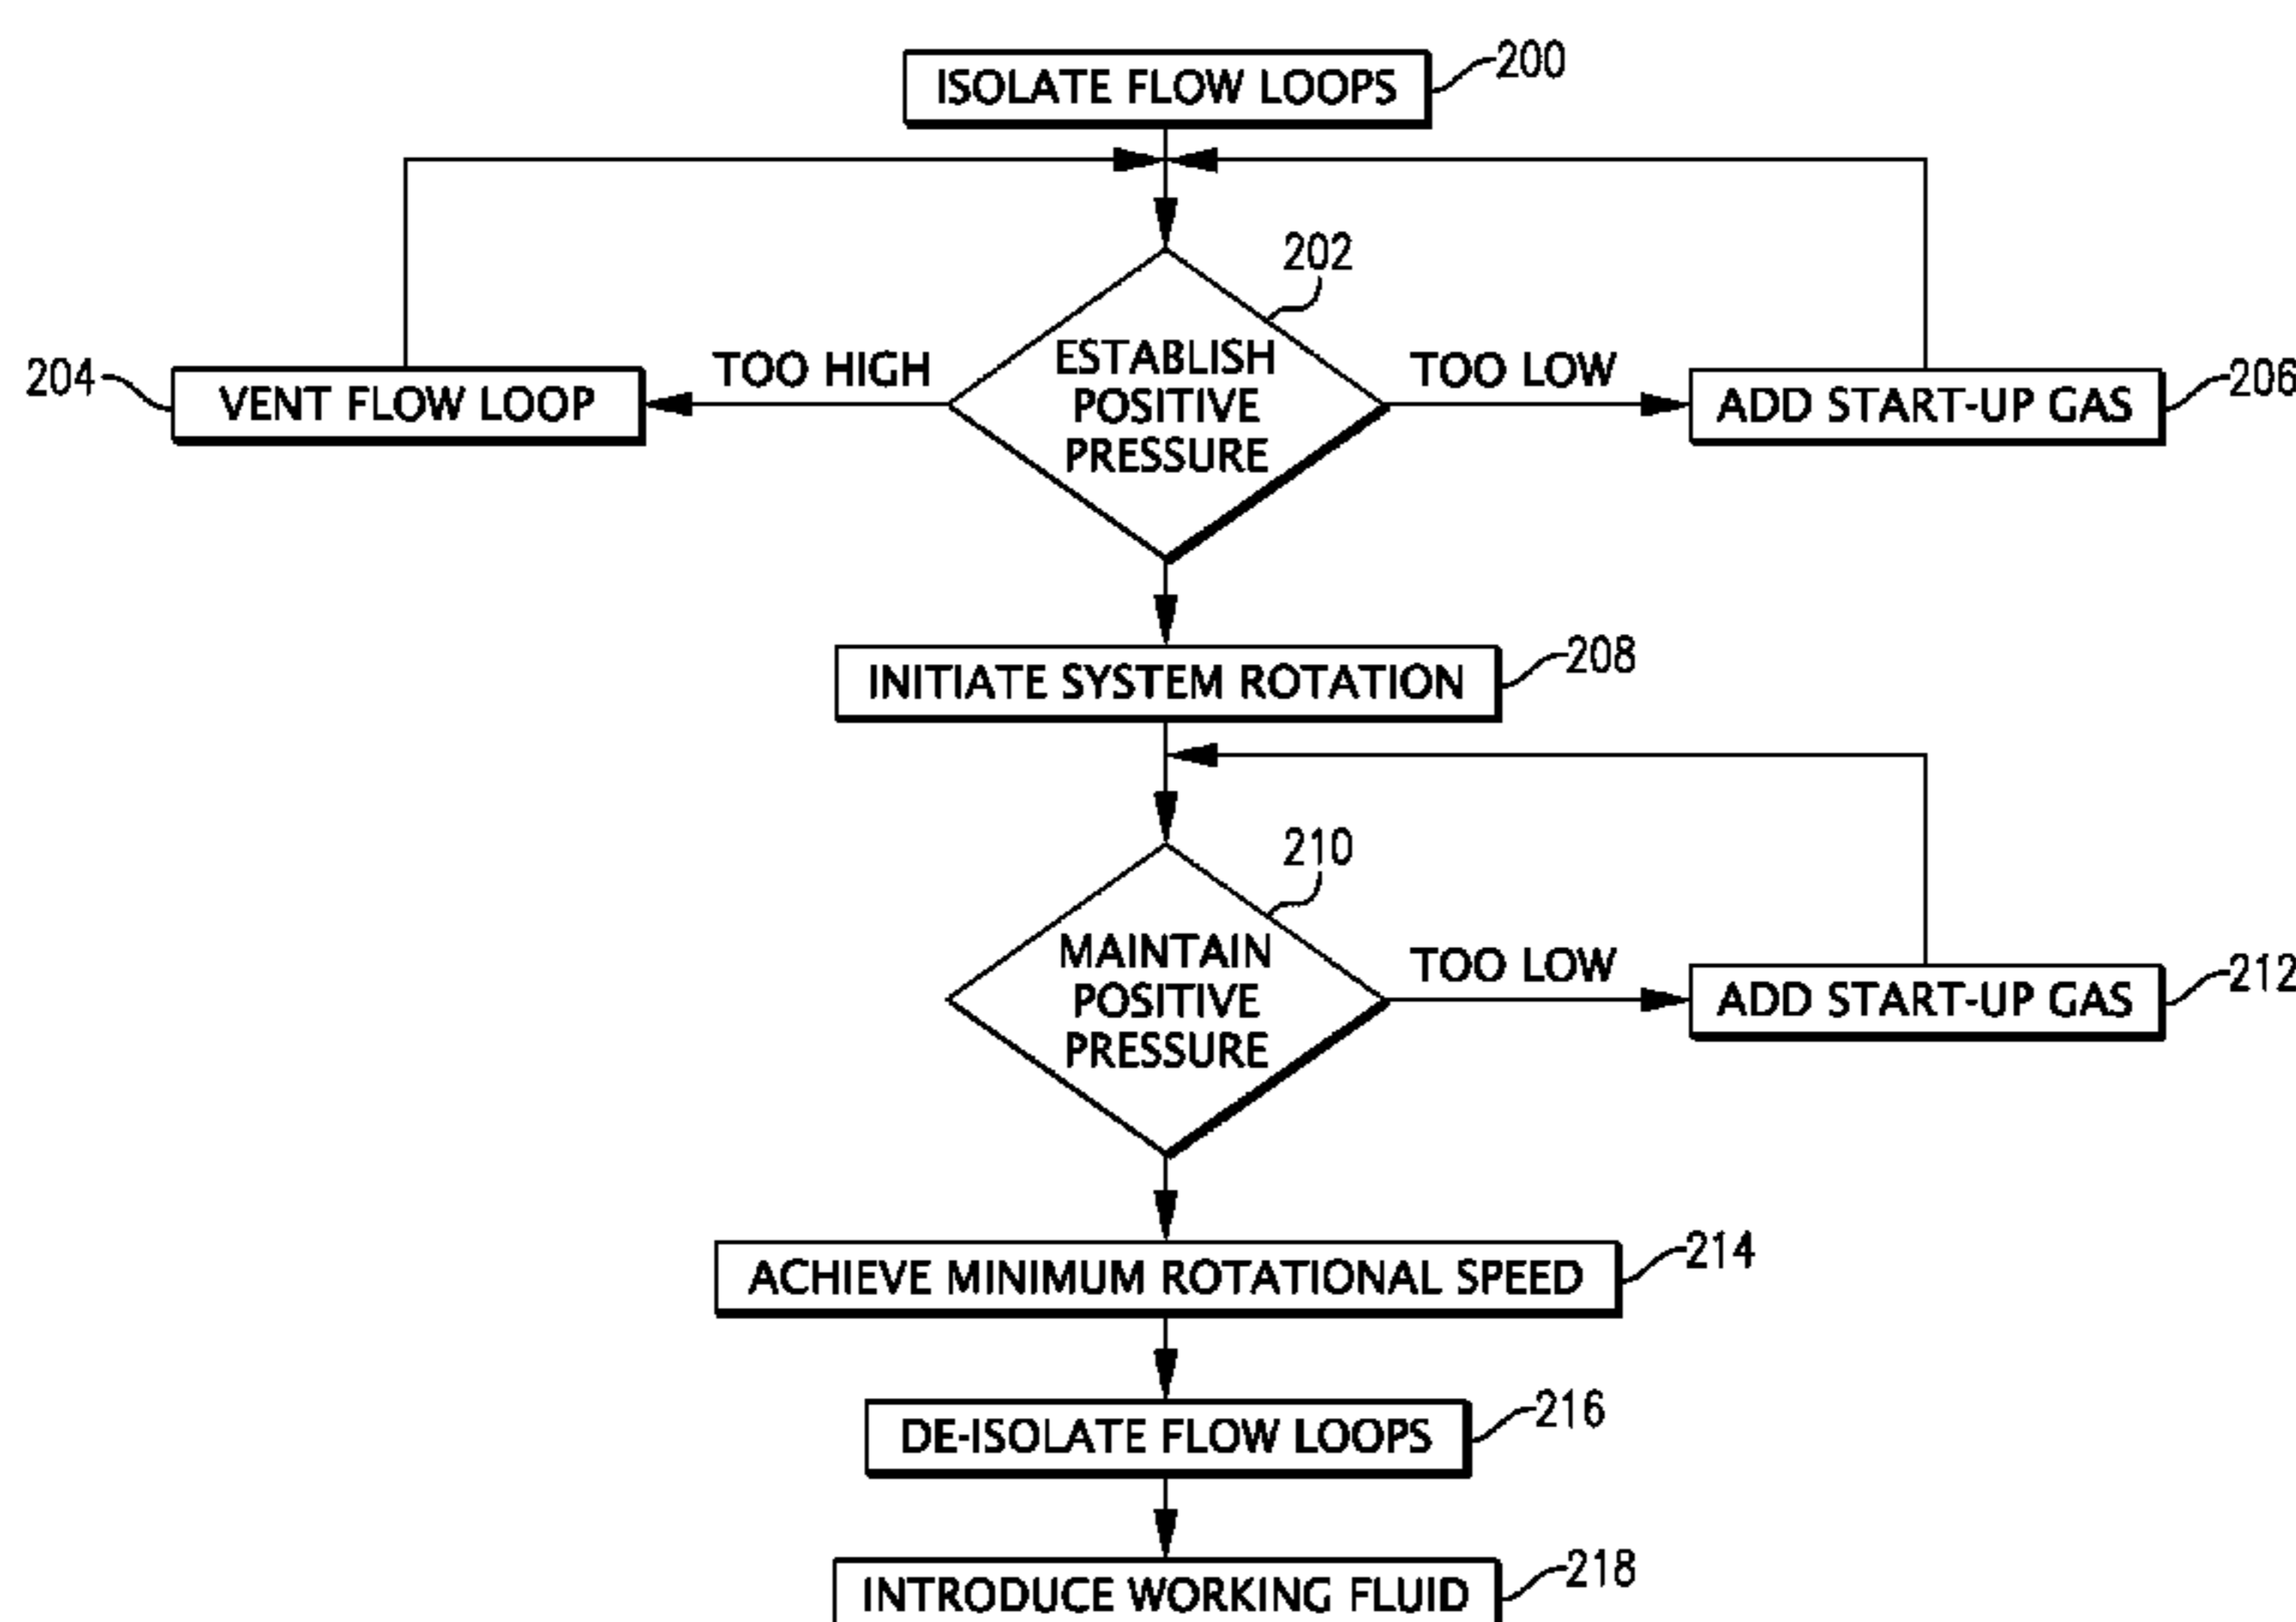 ISOLATE FLOW LOOPS
200
202
204
VENT FLOW LOOP
TOO HIGH
ESTABLISH
POSITIVE
PRESSURE
TOO LOW
ADD START-UP GAS
206
INITIATE SYSTEM ROTATION
208
210
MAINTAIN
POSITIVE
PRESSURE
TOO LOW
ADD START-UP GAS
212
ACHIEVE MINIMUM ROTATIONAL SPEED
214
DE-ISOLATE FLOW LOOPS
216
INTRODUCE WORKING FLUID
218